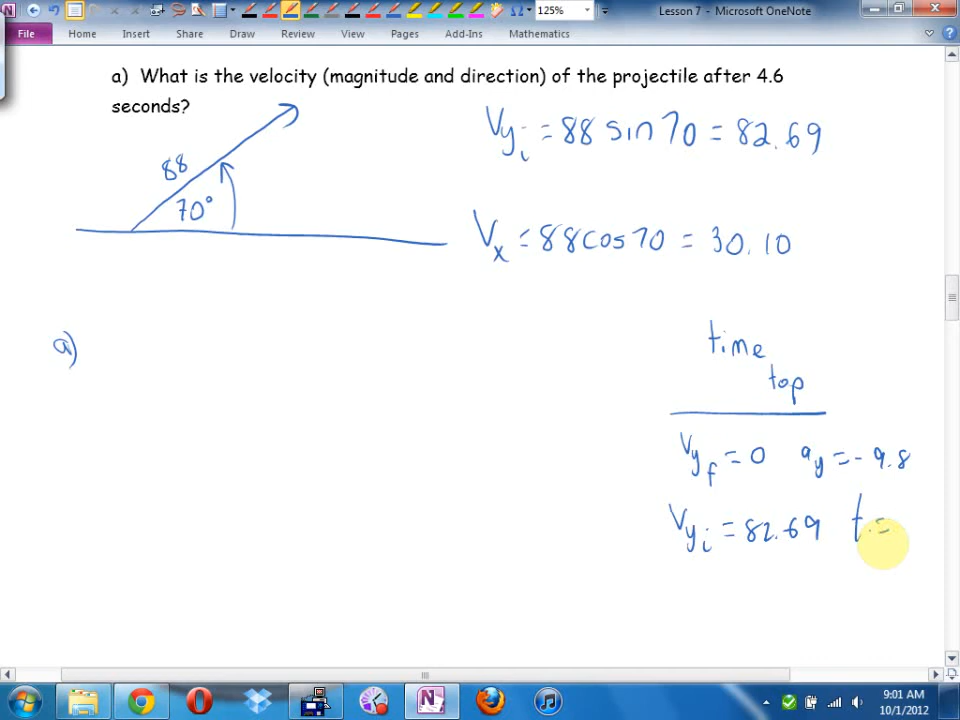 125%
Lesson 7 - Microsoft OneNote
File Home Insert Share Draw Review View Pages Add-Ins Mathematics
a) What is the velocity (magnitude and direction) of the projectile after 4.6
seconds?
Vyi = 88 sin 70 = 82.69
88
70°
Vx = 88 cos 70 = 30.10
a)
time
top
Vyf = 0 ay = - 9.8
Vyi = 82.69 t =
9:01 AM
10/1/2012